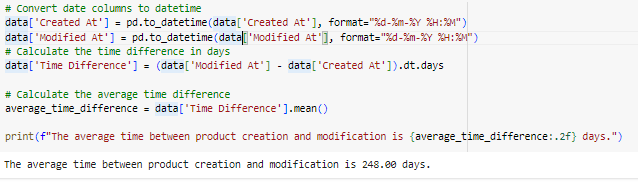 # Convert date columns to datetime
data['Created At'] = pd.to_datetime(data['Created At'], format="%d-%m-%Y %H:%M")
data['Modified At'] = pd.to_datetime(data['Modified At'], format="%d-%m-%Y %H:%M")
# Calculate the time difference in days
data['Time Difference'] = (data['Modified At'] - data['Created At']).dt.days
# Calculate the average time difference
average_time_difference = data['Time Difference'].mean()
print(f"The average time between product creation and modification is {average_time_difference:.2f} days.")
The average time between product creation and modification is 248.00 days.